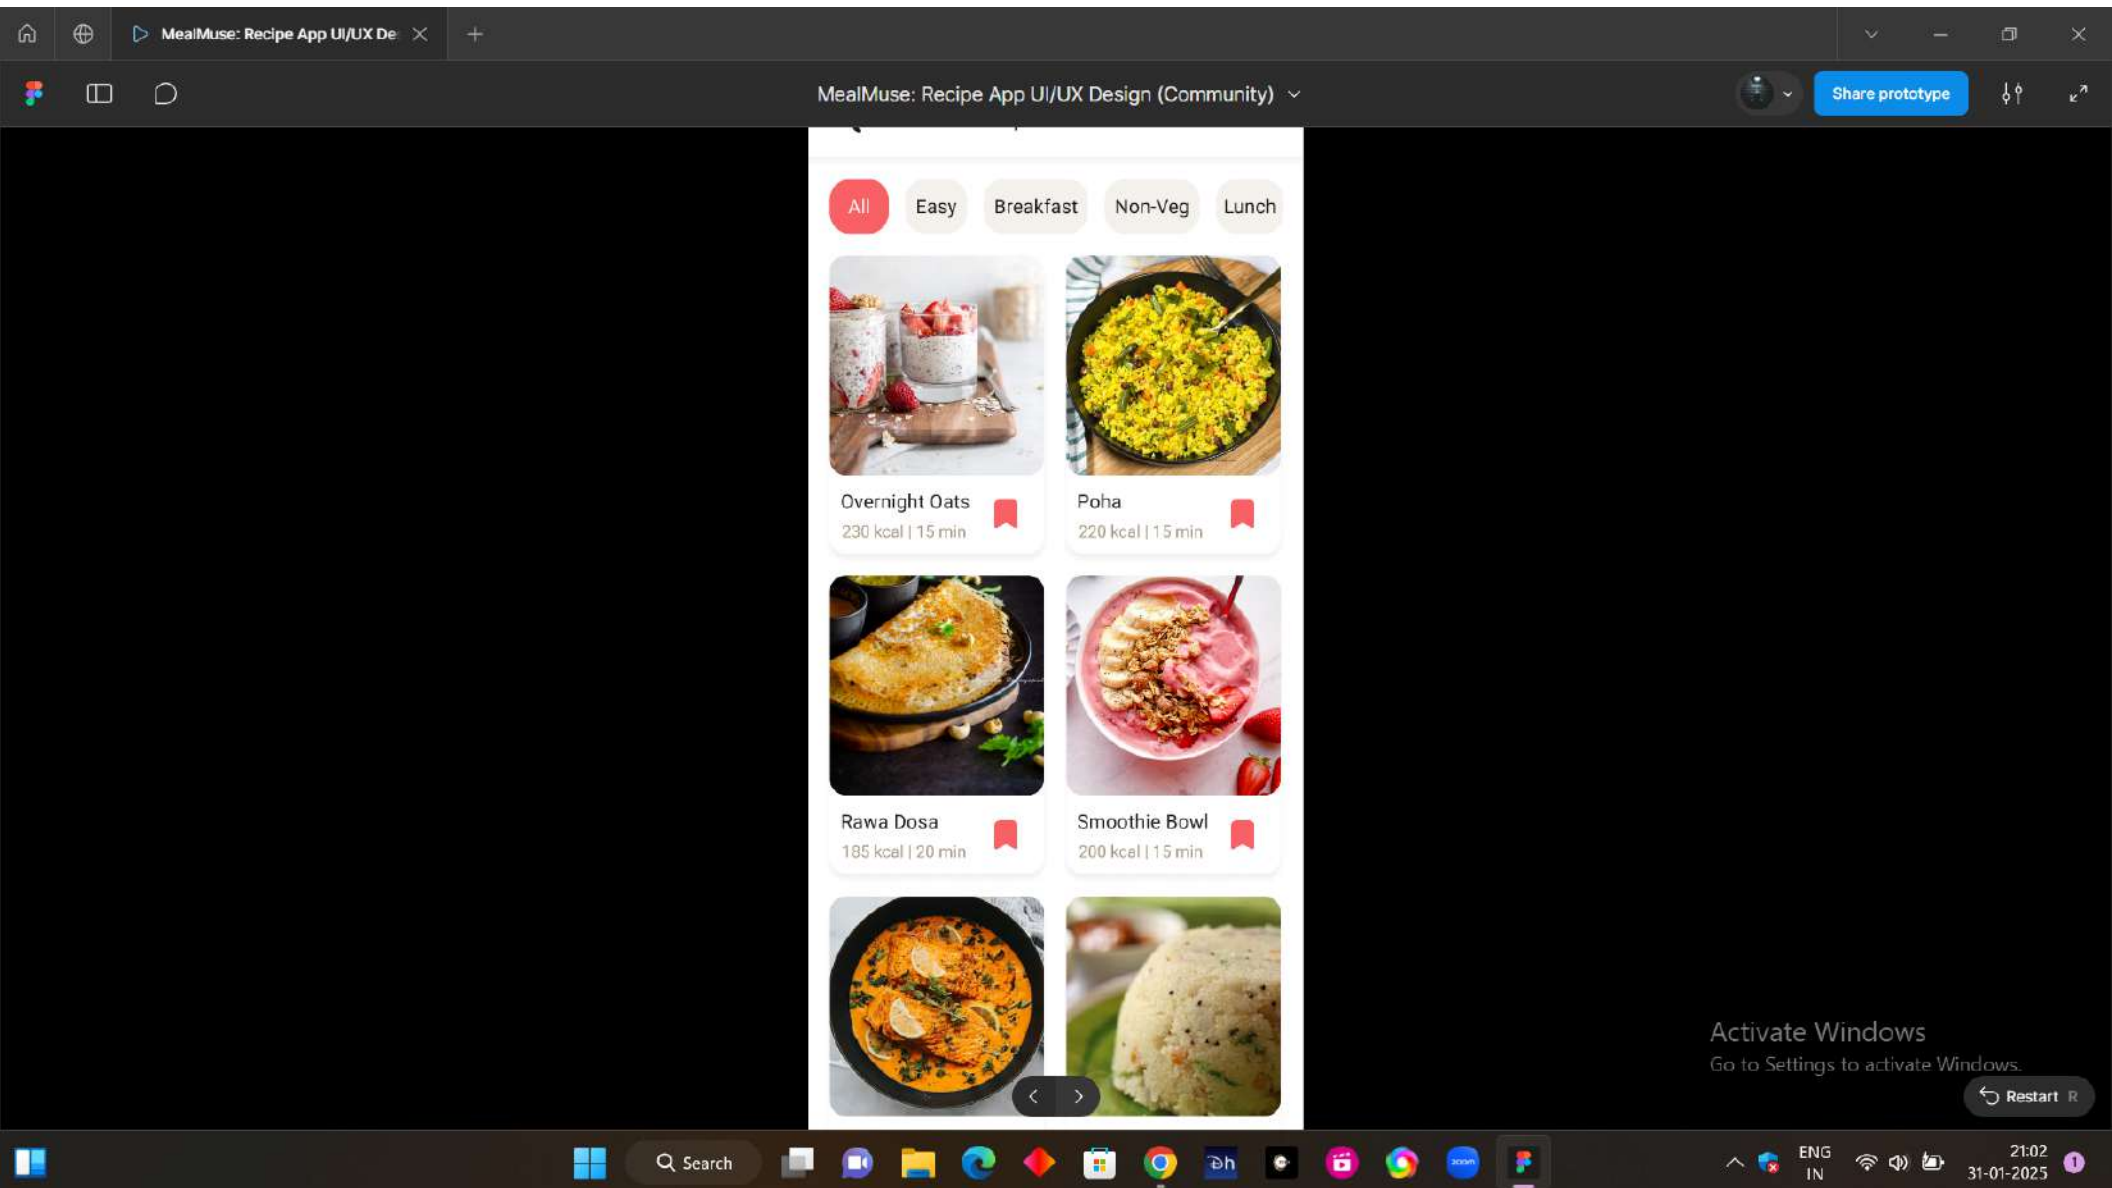 MealMuse: Recipe App UI/UX De
MealMuse: Recipe App UI/UX Design (Community)
Share prototype
All
Easy
Breakfast
Non-Veg
Lunch
Overnight Oats
230 kcal | 15 min
Poha
220 kcal | 15 min
Rawa Dosa
185 kcal | 20 min
Smoothie Bowl
200 kcal | 15 min
Activate Windows
Go to Settings to activate Windows.
Restart R
Search
Dh
zoom
ENG
IN
21:02
31-01-2025
1